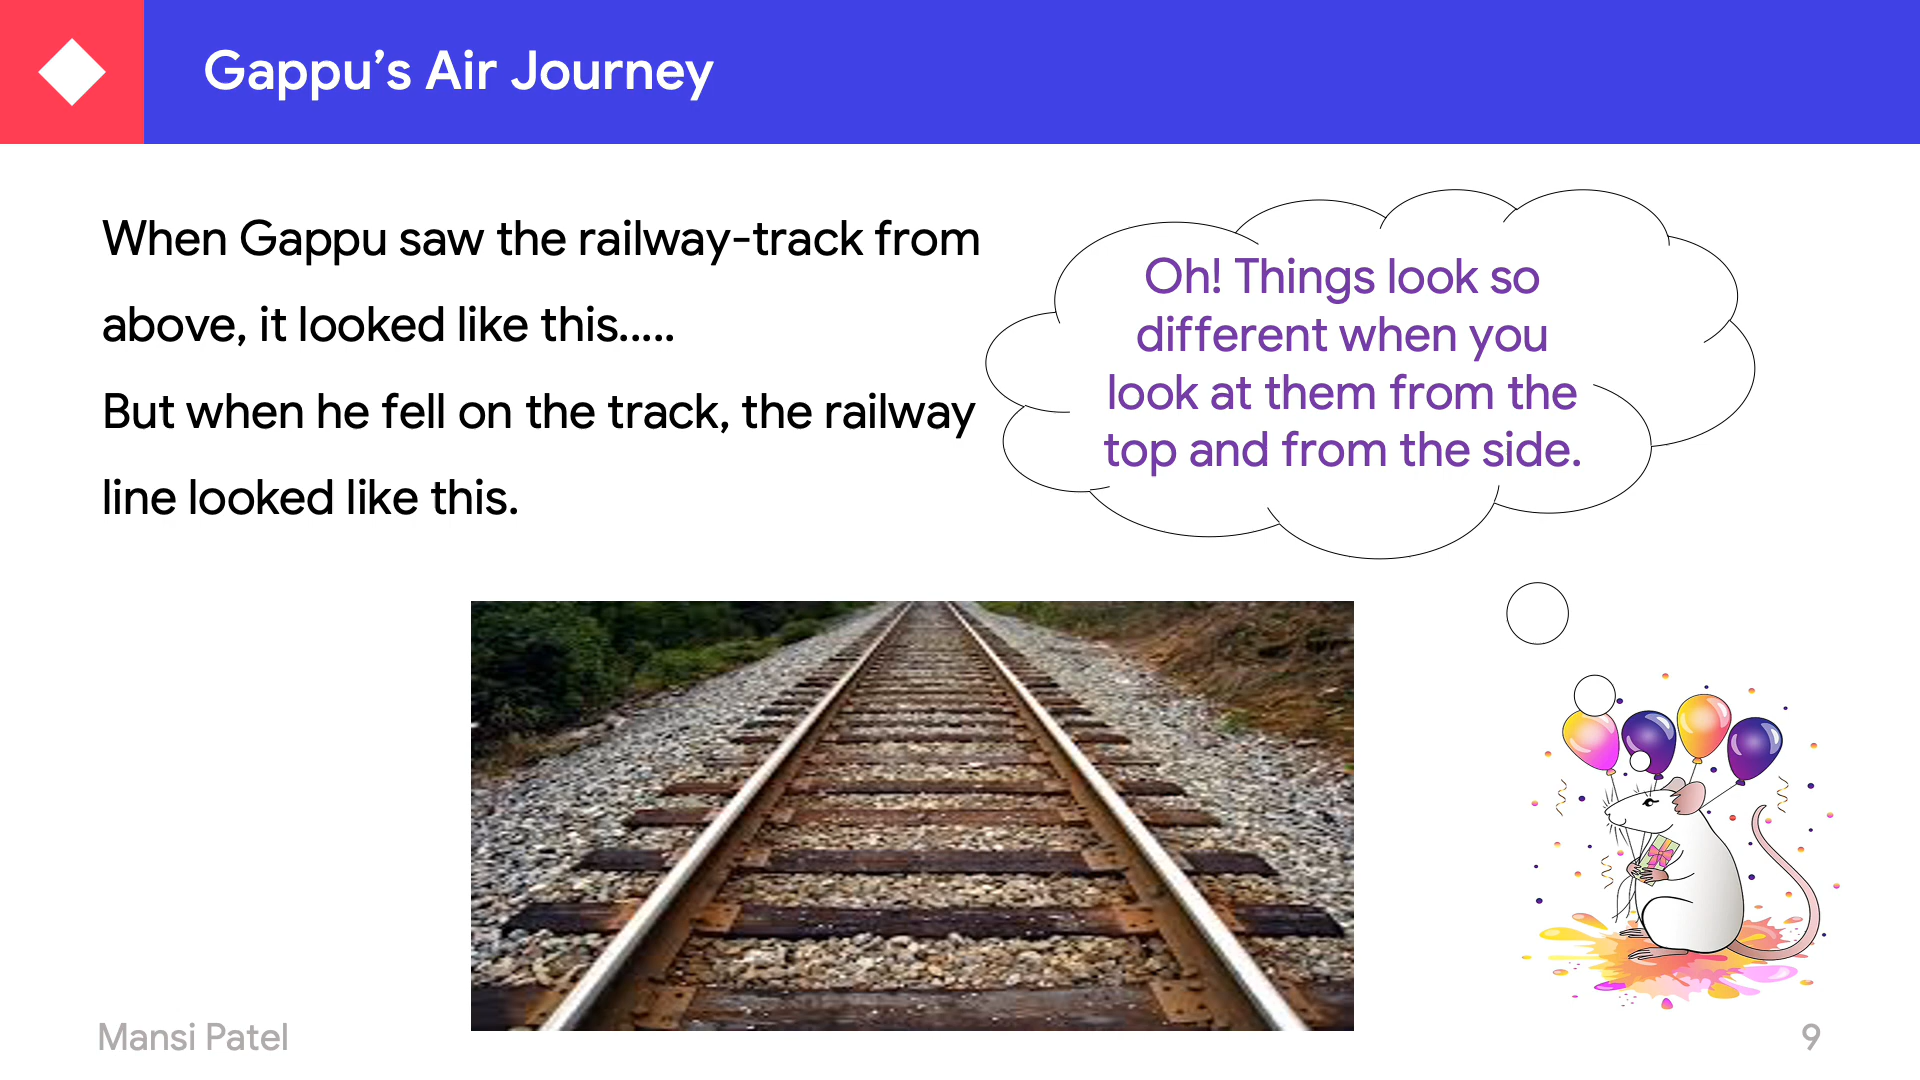 Gappu’s Air Journey
When Gappu saw the railway-track from
above, it looked like this.....
But when he fell on the track, the railway
line looked like this.
Oh! Things look so
different when you
look at them from the
top and from the side.
Mansi Patel
9